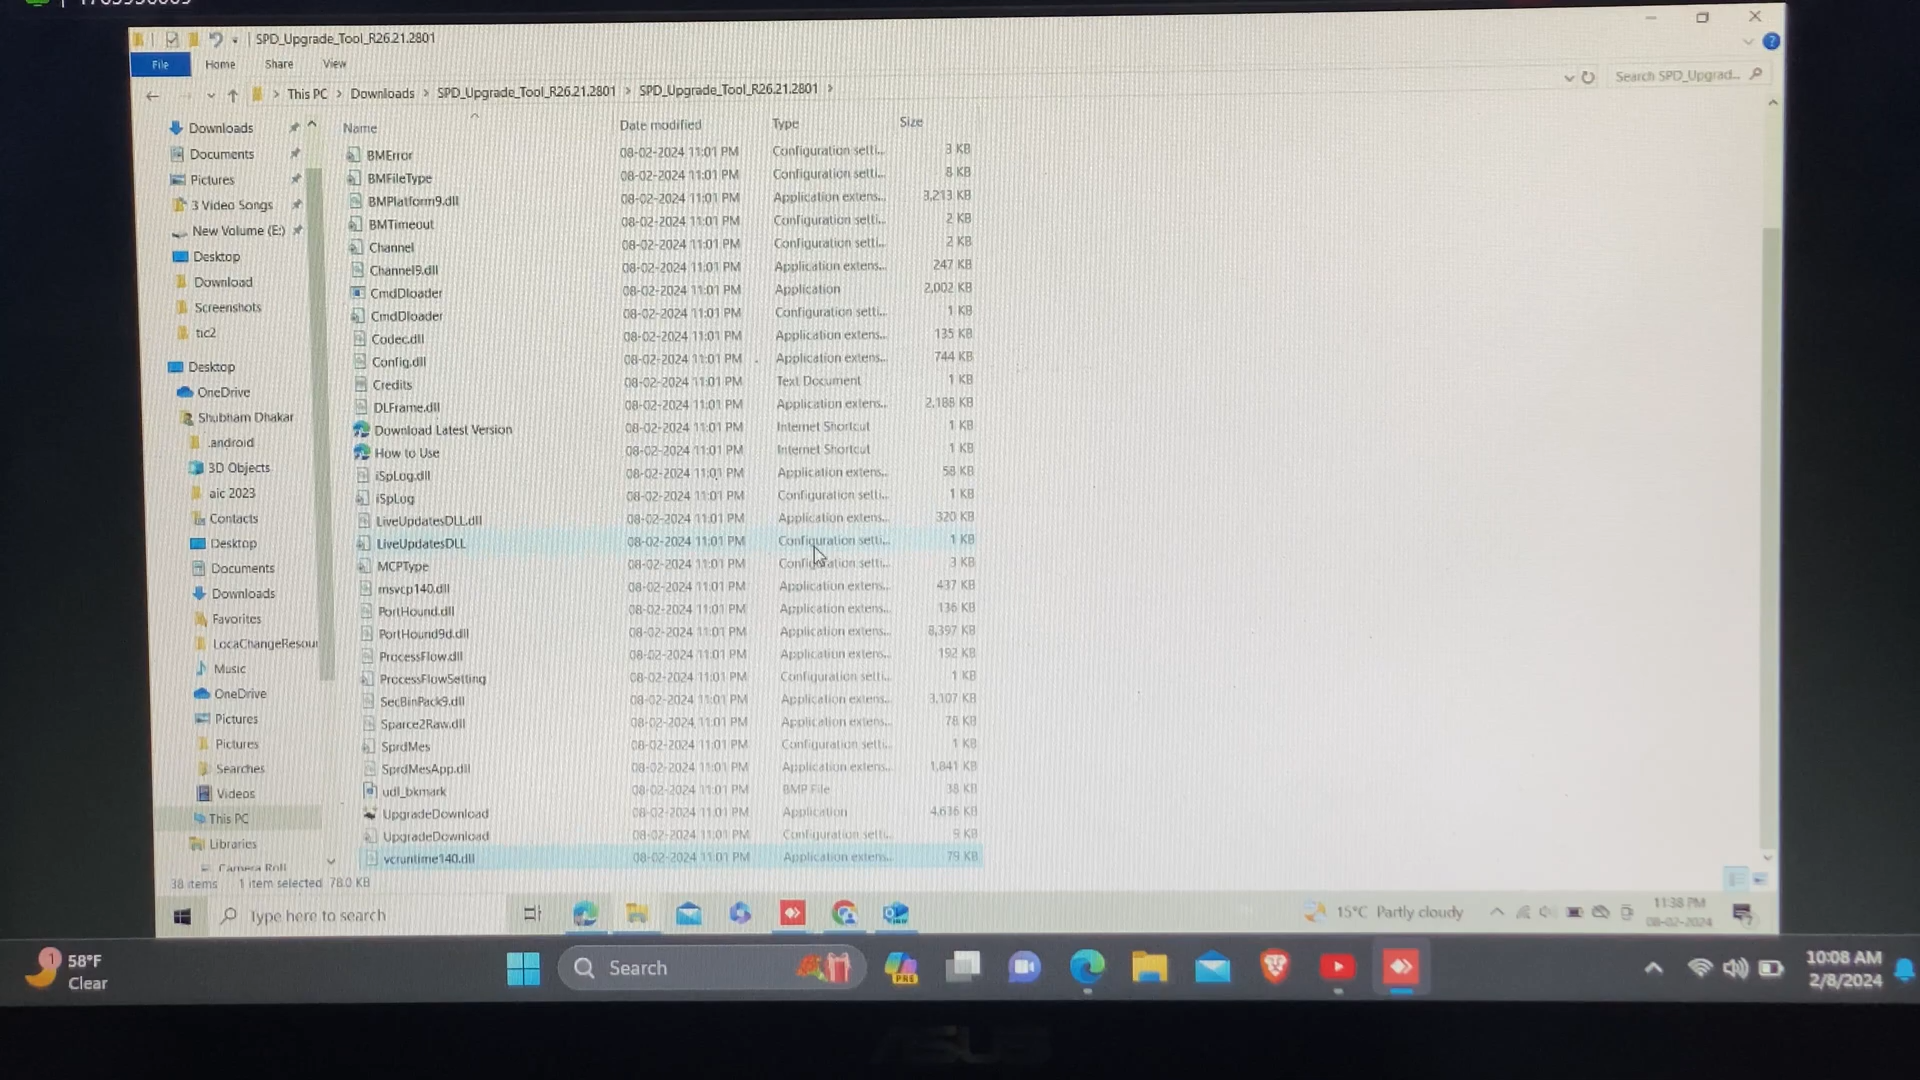 SPD_Upgrade_Tool_R26.21.2801
File Home Share View
This PC > Downloads > SPD_Upgrade_Tool_R26.21.2801 > SPD_Upgrade_Tool_R26.21.2801 >
Search SPD_Upgrad...
Name Date modified Type Size
BMError 08-02-2024 11:01 PM Configuration setti... 3 KB
BMFileType 08-02-2024 11:01 PM Configuration setti... 8 KB
BMPlatform9.dll 08-02-2024 11:01 PM Application extens... 3,213 KB
BMTimeout 08-02-2024 11:01 PM Configuration setti... 2 KB
Channel 08-02-2024 11:01 PM Configuration setti... 2 KB
Channel9.dll 08-02-2024 11:01 PM Application extens... 247 KB
CmdDloader 08-02-2024 11:01 PM Application 2,002 KB
CmdDloader 08-02-2024 11:01 PM Configuration setti... 1 KB
Codec.dll 08-02-2024 11:01 PM Application extens... 135 KB
Config.dll 08-02-2024 11:01 PM Application extens... 744 KB
Credits 08-02-2024 11:01 PM Text Document 1 KB
DLFrame.dll 08-02-2024 11:01 PM Application extens... 2,188 KB
Download Latest Version 08-02-2024 11:01 PM Internet Shortcut 1 KB
How to Use 08-02-2024 11:01 PM Internet Shortcut 1 KB
iSpLog.dll 08-02-2024 11:01 PM Application extens... 58 KB
iSpLog 08-02-2024 11:01 PM Configuration setti... 1 KB
LiveUpdatesDLL.dll 08-02-2024 11:01 PM Application extens... 320 KB
LiveUpdatesDLL 08-02-2024 11:01 PM Configuration setti... 1 KB
MCPType 08-02-2024 11:01 PM Configuration setti... 3 KB
msvcp140.dll 08-02-2024 11:01 PM Application extens... 437 KB
PortHound.dll 08-02-2024 11:01 PM Application extens... 136 KB
PortHound9d.dll 08-02-2024 11:01 PM Application extens... 8,397 KB
ProcessFlow.dll 08-02-2024 11:01 PM Application extens... 192 KB
ProcessFlowSetting 08-02-2024 11:01 PM Configuration setti... 1 KB
SecBinPack9.dll 08-02-2024 11:01 PM Application extens... 3,107 KB
Sparce2Raw.dll 08-02-2024 11:01 PM Application extens... 78 KB
SprdMes 08-02-2024 11:01 PM Configuration setti... 1 KB
SprdMesApp.dll 08-02-2024 11:01 PM Application extens... 1,841 KB
udl_bkmark 08-02-2024 11:01 PM BMP File 38 KB
UpgradeDownload 08-02-2024 11:01 PM Application 4,636 KB
UpgradeDownload 08-02-2024 11:01 PM Configuration setti... 9 KB
vcruntime140.dll 08-02-2024 11:01 PM Application extens... 79 KB
Downloads
Documents
Pictures
3 Video Songs
New Volume (E:)
Desktop
Download
Screenshots
tic2
Desktop
OneDrive
Shubham Dhakar
.android
3D Objects
aic 2023
Contacts
Desktop
Documents
Downloads
Favorites
LocaChangeResour
Music
OneDrive
Pictures
Pictures
Searches
Videos
This PC
Libraries
Camera Roll
38 items 1 item selected 78.0 KB
Type here to search
15°C Partly cloudy
11:38 PM
08-02-2024
1
58°F
Clear
Search
PRE
10:08 AM
2/8/2024
ASUS